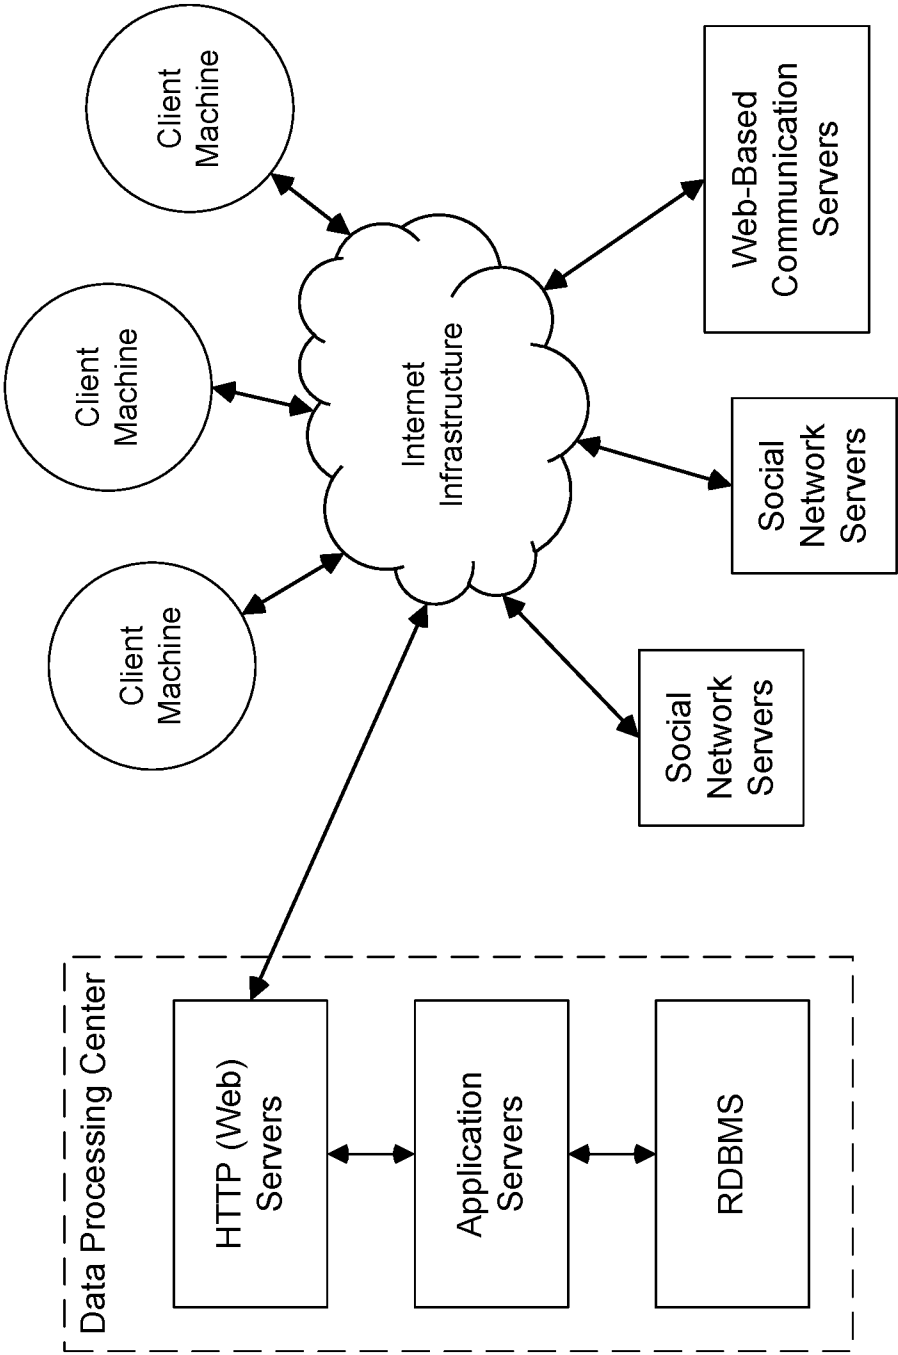 Data Processing Center
HTTP (Web)
Servers
Application
Servers
RDBMS
Client
Machine
Client
Machine
Client
Machine
Internet
Infrastructure
Social
Network
Servers
Social
Network
Servers
Web-Based
Communication
Servers